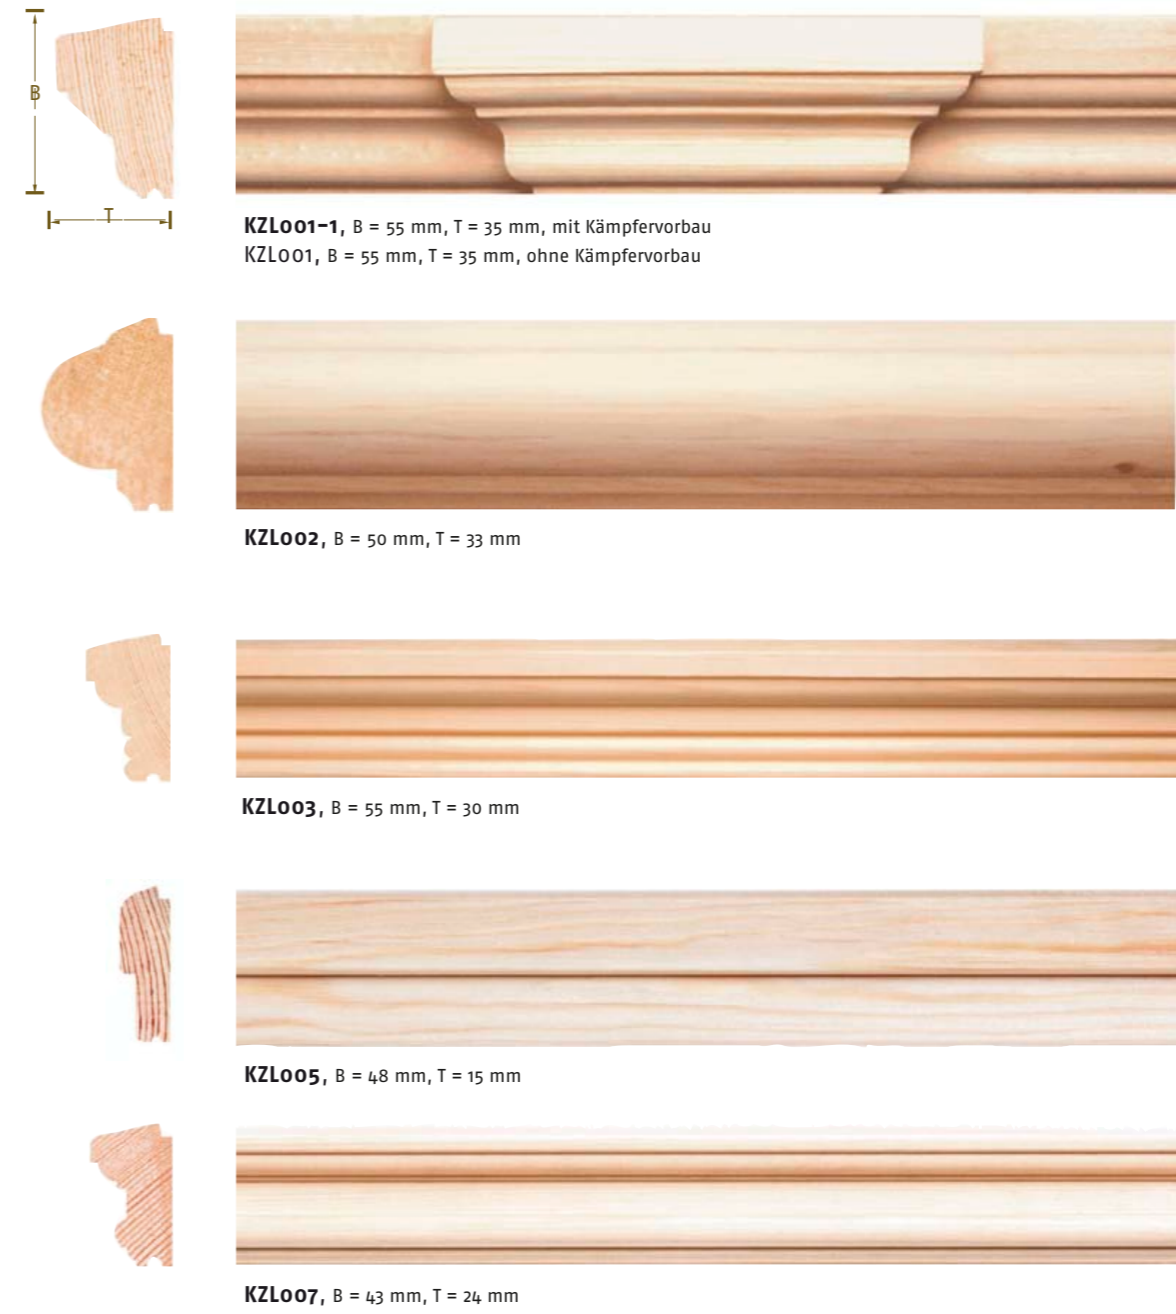 B
T
KZL001-1, B = 55 mm, T = 35 mm, mit Kämpfervorbau
KZL001, B = 55 mm, T = 35 mm, ohne Kämpfervorbau
KZL002, B = 50 mm, T = 33 mm
KZL003, B = 55 mm, T = 30 mm
KZL005, B = 48 mm, T = 15 mm
KZL007, B = 43 mm, T = 24 mm